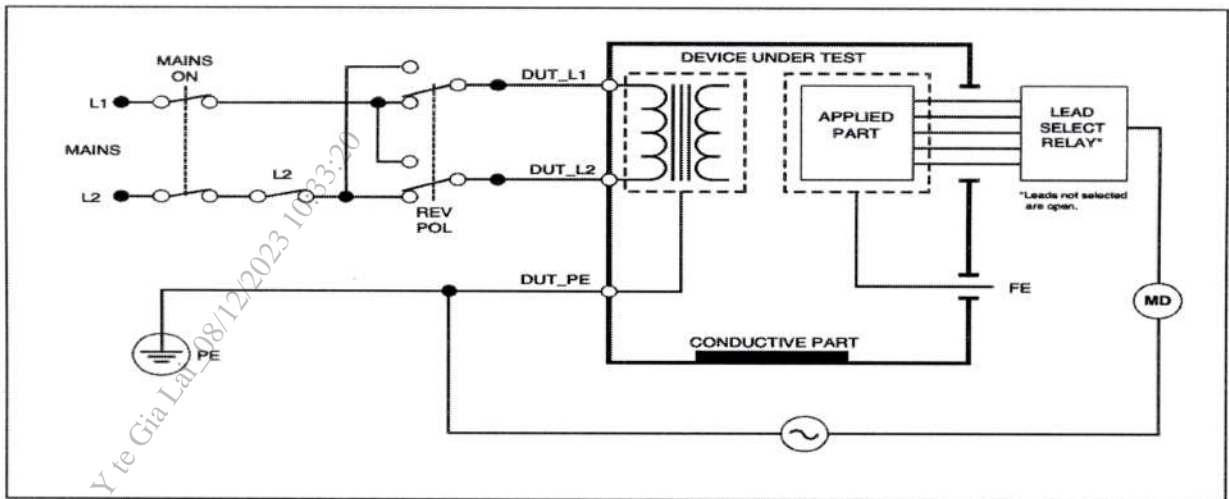 MAINS
ON
L1
MAINS
L2
L2
REV
POL
DUT_L1
DUT_L2
DUT_PE
PE
DEVICE UNDER TEST
APPLIED
PART
LEAD
SELECT
RELAY*
*Leads not selected
are open.
FE
MD
CONDUCTIVE PART
Y te Gia Lai_08/12/2023 10:33:20